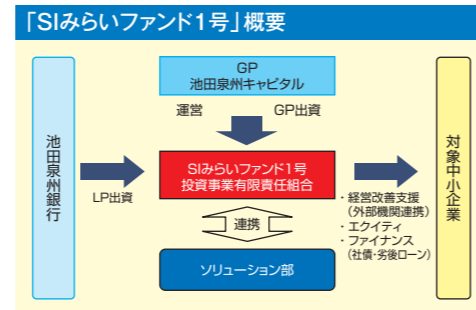 「SIみらいファンド1号」概要
GP
池田泉州キャピタル
運営
GP出資
池田泉州銀行
LP出資
SIみらいファンド1号
投資事業有限責任組合
連携
ソリューション部
・経営改善支援
（外部機関連携）
・エクイティ
・ファイナンス
（社債・劣後ローン）
対象中小企業